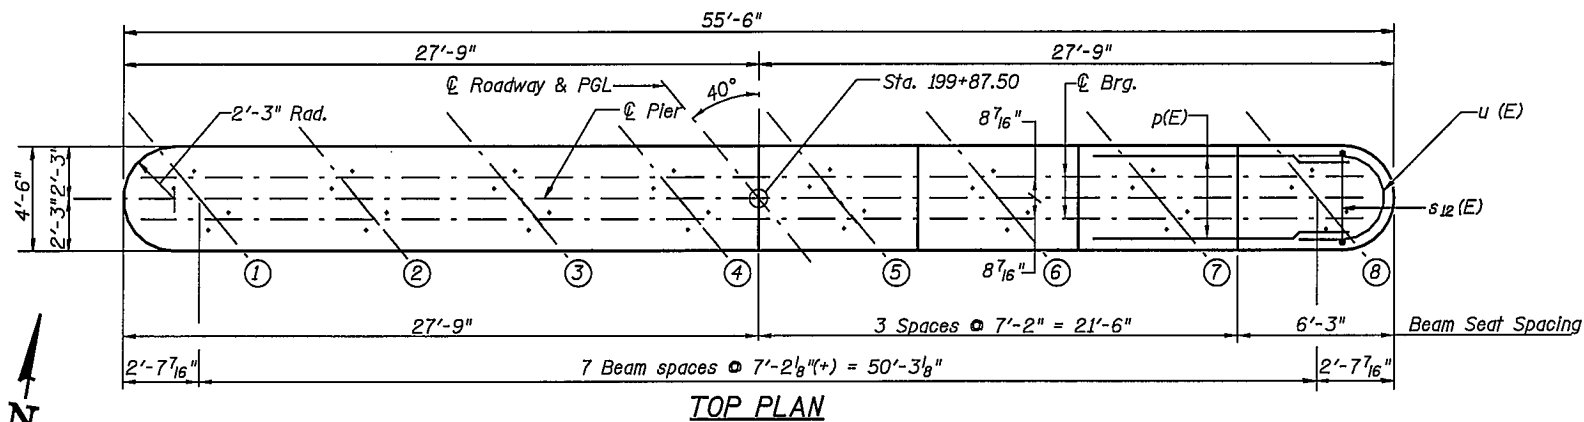 55'-6"
27'-9"
27'-9"
℄ Roadway & PGL
40°
Sta. 199+87.50
℄ Brg.
2'-3" Rad.
℄ Pier
8 7/16"
p(E)
u (E)
4'-6"
2'-3"
2'-3"
s12(E)
8 7/16"
1
2
3
4
5
6
7
8
27'-9"
3 Spaces @ 7'-2" = 21'-6"
6'-3"
Beam Seat Spacing
2'-7 7/16"
7 Beam spaces @ 7'-2 1/8"(+) = 50'-3 1/8"
2'-7 7/16"
N
TOP PLAN